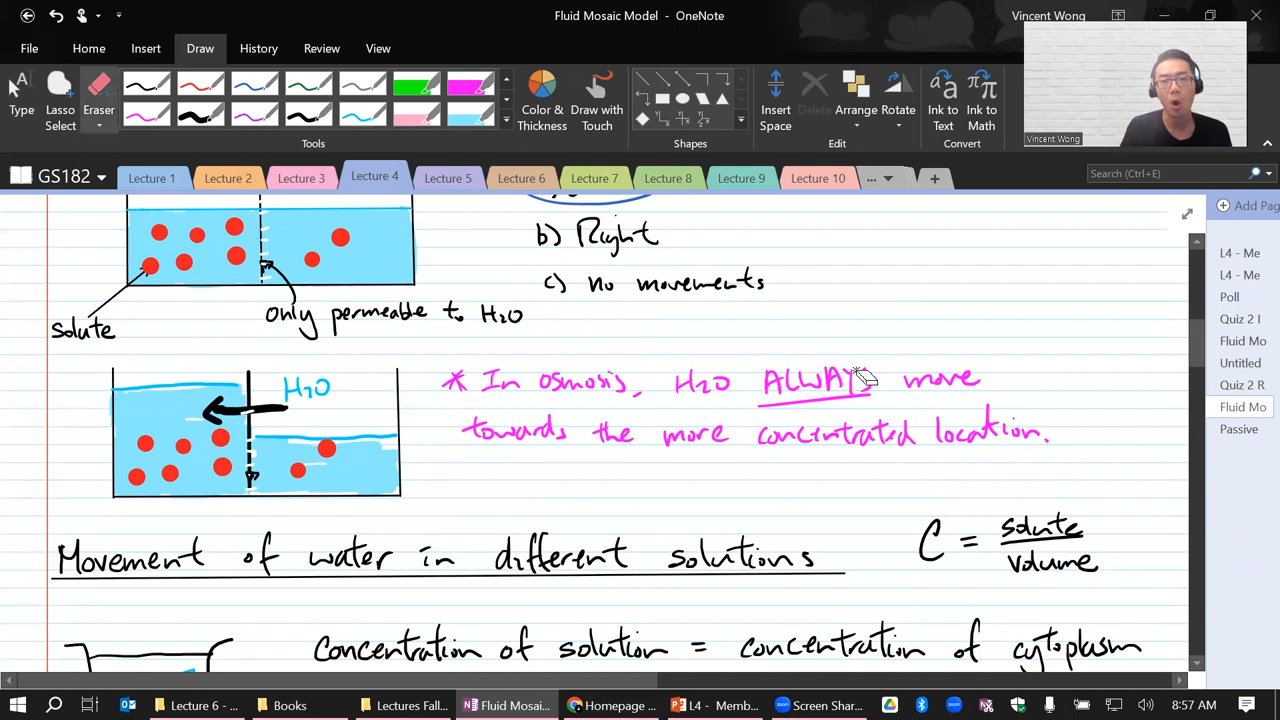 Fluid Mosaic Model - OneNote
Vincent Wong
File
Home
Insert
Draw
History
Review
View
Type
Lasso Select
Eraser
Color & Thickness
Draw with Touch
Insert Space
Delete
Arrange
Rotate
Ink to Text
Ink to Math
Tools
Shapes
Edit
Convert
Vincent Wong
GS182
Lecture 1
Lecture 2
Lecture 3
Lecture 4
Lecture 5
Lecture 6
Lecture 7
Lecture 8
Lecture 9
Lecture 10
...
Search (Ctrl+E)
Add Pag
L4 - Me
L4 - Me
Poll
Quiz 2 I
Fluid Mo
Untitled
Quiz 2 R
Fluid Mo
Passive
b) Right
c) no movements
solute
only permeable to H2O
H2O
* In osmosis, H2O ALWAYS move
towards the more concentrated location.
Movement of water in different solutions
C = solute
volume
Concentration of solution = concentration of cytoplasm
Lecture 6 - ...
Books
Lectures Fall...
Fluid Mosai...
Homepage ...
L4 - Memb...
Screen Shar...
zoom
8:57 AM